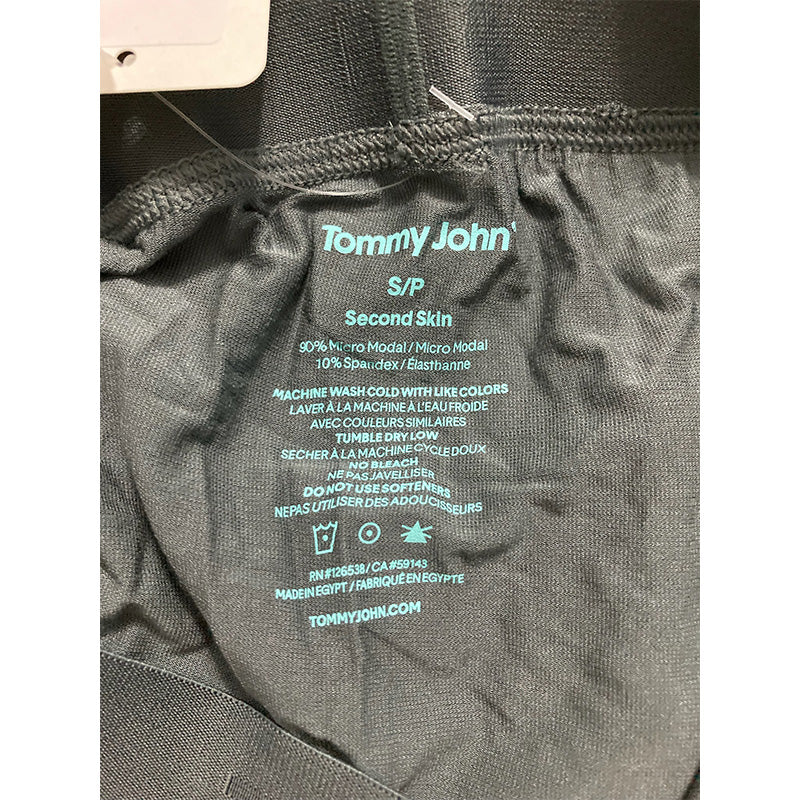 Tommy John
S/P
Second Skin
90% Micro Modal / Micro Modal
10% Spandex / Élasthanne
MACHINE WASH COLD WITH LIKE COLORS
LAVER À LA MACHINE À L'EAU FROIDE
AVEC COULEURS SIMILAIRES
TUMBLE DRY LOW
SÉCHER À LA MACHINE CYCLE DOUX
NO BLEACH
NE PAS JAVELLISER
DO NOT USE SOFTENERS
NE PAS UTILISER DES ADOUCISSEURS
RN#126538 / CA#59143
MADE IN EGYPT / FABRIQUÉ EN EGYPTE
TOMMYJOHN.COM